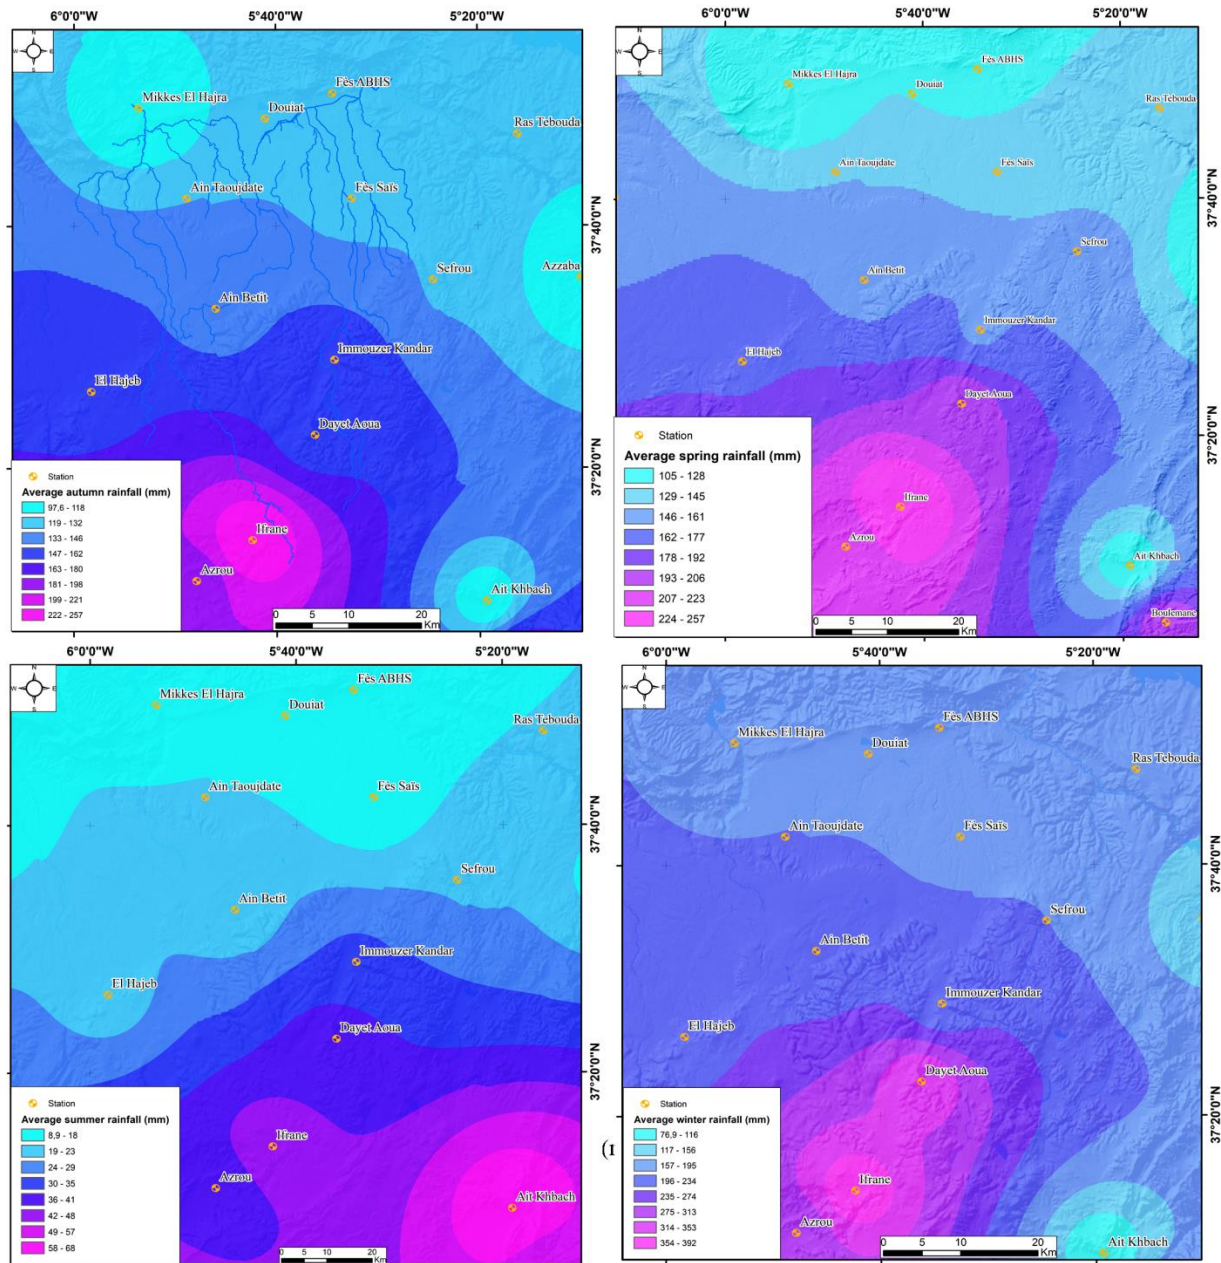 6°0'0"W 5°40'0"W 5°20'0"W
N
W E
S
Mikkes El Hajra
Fès ABHS
Douiat
Ras Tebouda
Ain Taoujdate
Fès Saïs
37°40'0"N
Sefrou
Azzaba
Ain Betit
Immouzer Kandar
El Hajeb
Dayet Aoua
37°20'0"N
Ifrane
Azrou
Ait Khbach
Station
Average autumn rainfall (mm)
97,6 - 118
119 - 132
133 - 146
147 - 162
163 - 180
181 - 198
199 - 221
222 - 257
0 5 10 20
Km
6°0'0"W 5°40'0"W 5°20'0"W
N
W E
S
Mikkes El Hajra
Fès ABHS
Douiat
Ras Tebouda
Ain Taoujdate
Fès Saïs
37°40'0"N
Sefrou
Ain Betit
Immouzer Kandar
El Hajeb
Dayet Aoua
37°20'0"N
Ifrane
Azrou
Ait Khbach
Boulemane
Station
Average spring rainfall (mm)
105 - 128
129 - 145
146 - 161
162 - 177
178 - 192
193 - 206
207 - 223
224 - 257
0 5 10 20
Km
6°0'0"W 5°40'0"W 5°20'0"W
N
W E
S
Mikkes El Hajra
Fès ABHS
Douiat
Ras Tebouda
Ain Taoujdate
Fès Saïs
37°40'0"N
Sefrou
Ain Betit
Immouzer Kandar
El Hajeb
Dayet Aoua
37°20'0"N
Ifrane
Azrou
Ait Khbach
Station
Average summer rainfall (mm)
8,9 - 18
19 - 23
24 - 29
30 - 35
36 - 41
42 - 48
49 - 57
58 - 68
0 5 10 20
Km
6°0'0"W 5°40'0"W 5°20'0"W
N
W E
S
Mikkes El Hajra
Fès ABHS
Douiat
Ras Tebouda
Ain Taoujdate
Fès Saïs
37°40'0"N
Sefrou
Ain Betit
Immouzer Kandar
El Hajeb
Dayet Aoua
37°20'0"N
Ifrane
Azrou
Ait Khbach
Station
Average winter rainfall (mm)
76,9 - 116
117 - 156
157 - 195
196 - 234
235 - 274
275 - 313
314 - 353
354 - 392
0 5 10 20
Km